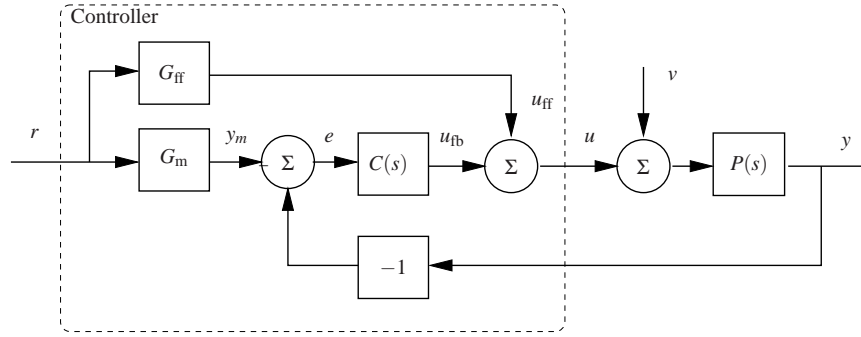 Controller
G_ff
u_ff
v
r
G_m
y_m
Σ
e
C(s)
u_fb
Σ
u
Σ
P(s)
y
−1